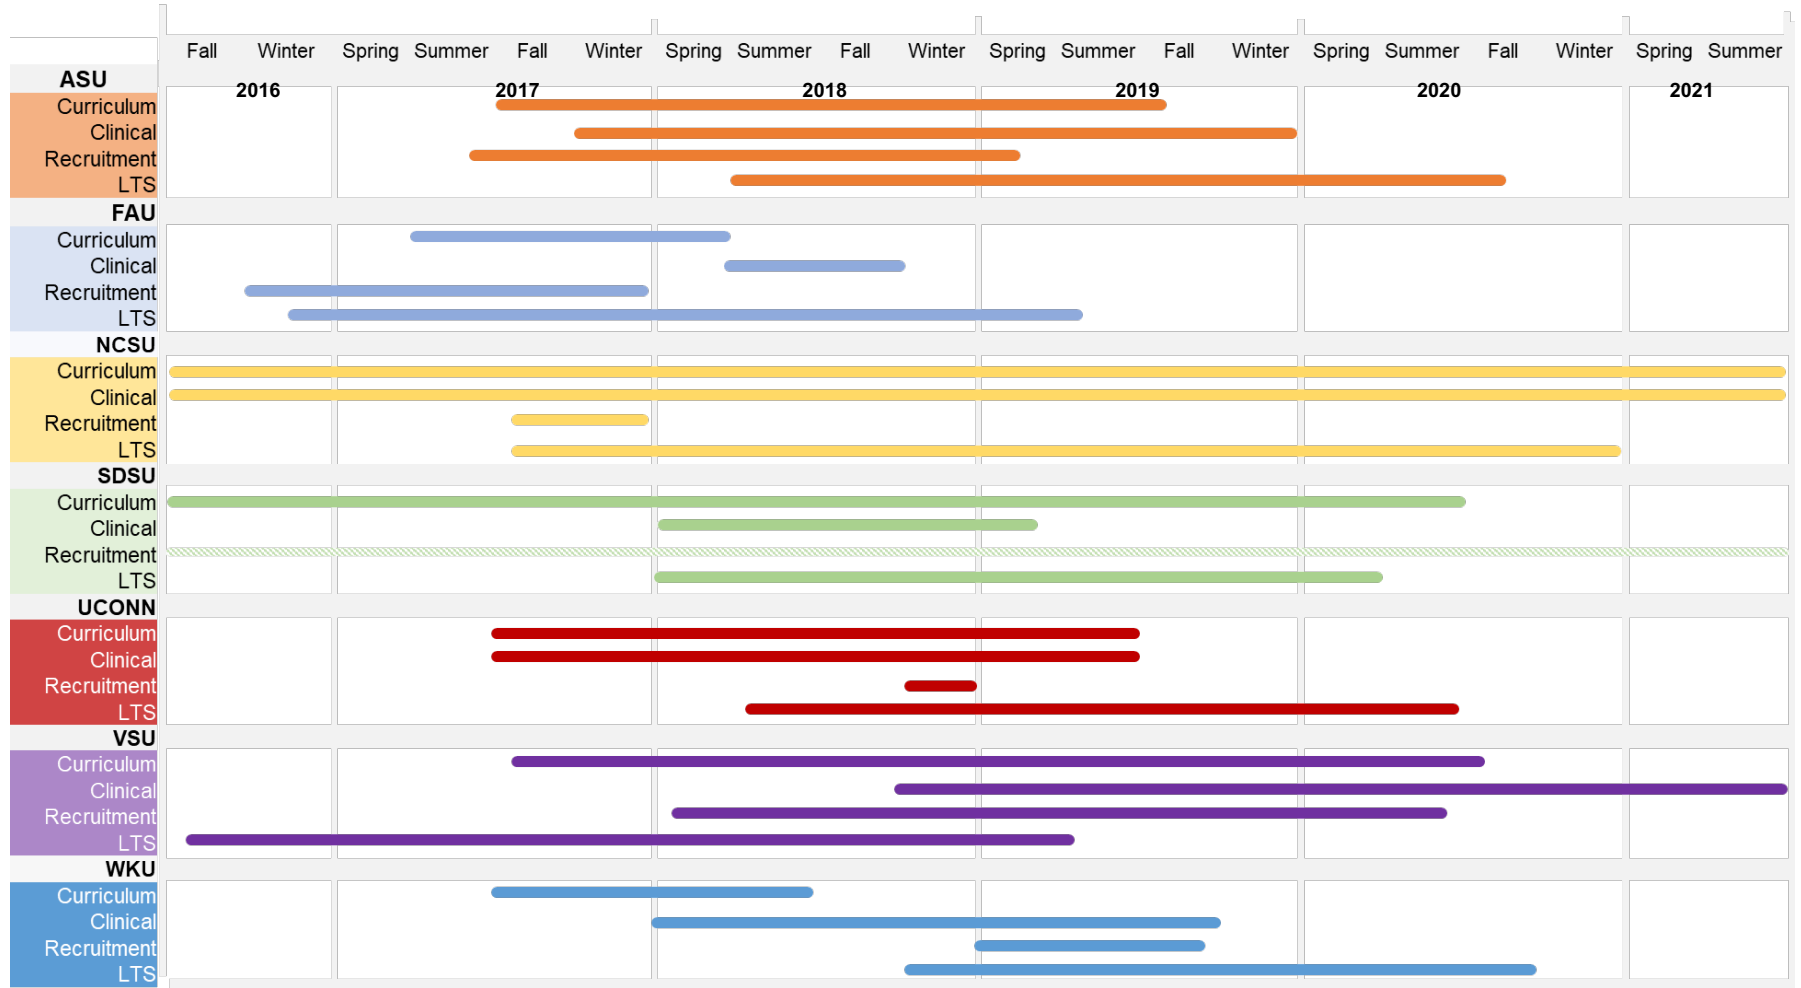 Fall Winter Spring Summer Fall Winter Spring Summer Fall Winter Spring Summer Fall Winter Spring Summer Fall Winter Spring Summer
ASU
2016 2017 2018 2019 2020 2021
Curriculum
Clinical
Recruitment
LTS
FAU
Curriculum
Clinical
Recruitment
LTS
NCSU
Curriculum
Clinical
Recruitment
LTS
SDSU
Curriculum
Clinical
Recruitment
LTS
UCONN
Curriculum
Clinical
Recruitment
LTS
VSU
Curriculum
Clinical
Recruitment
LTS
WKU
Curriculum
Clinical
Recruitment
LTS